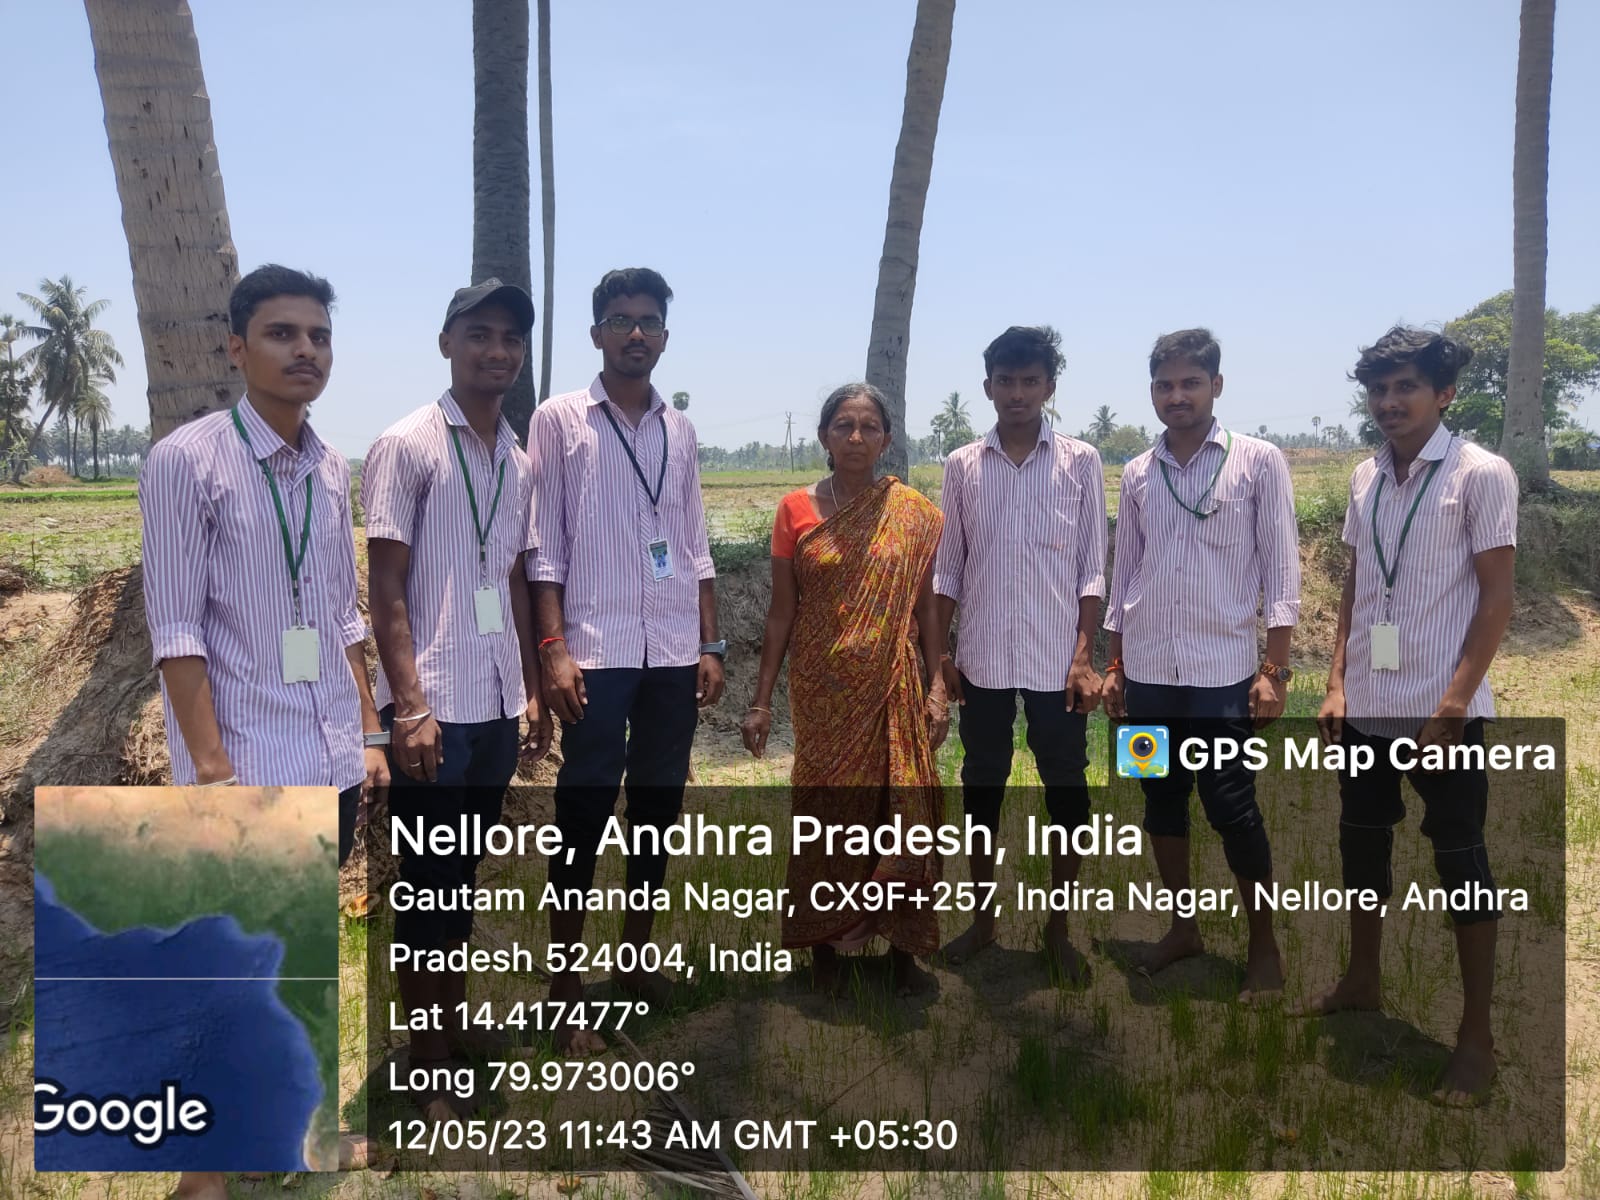 GPS Map Camera
Nellore, Andhra Pradesh, India
Gautam Ananda Nagar, CX9F+257, Indira Nagar, Nellore, Andhra
Pradesh 524004, India
Lat 14.417477°
Long 79.973006°
12/05/23 11:43 AM GMT +05:30
Google